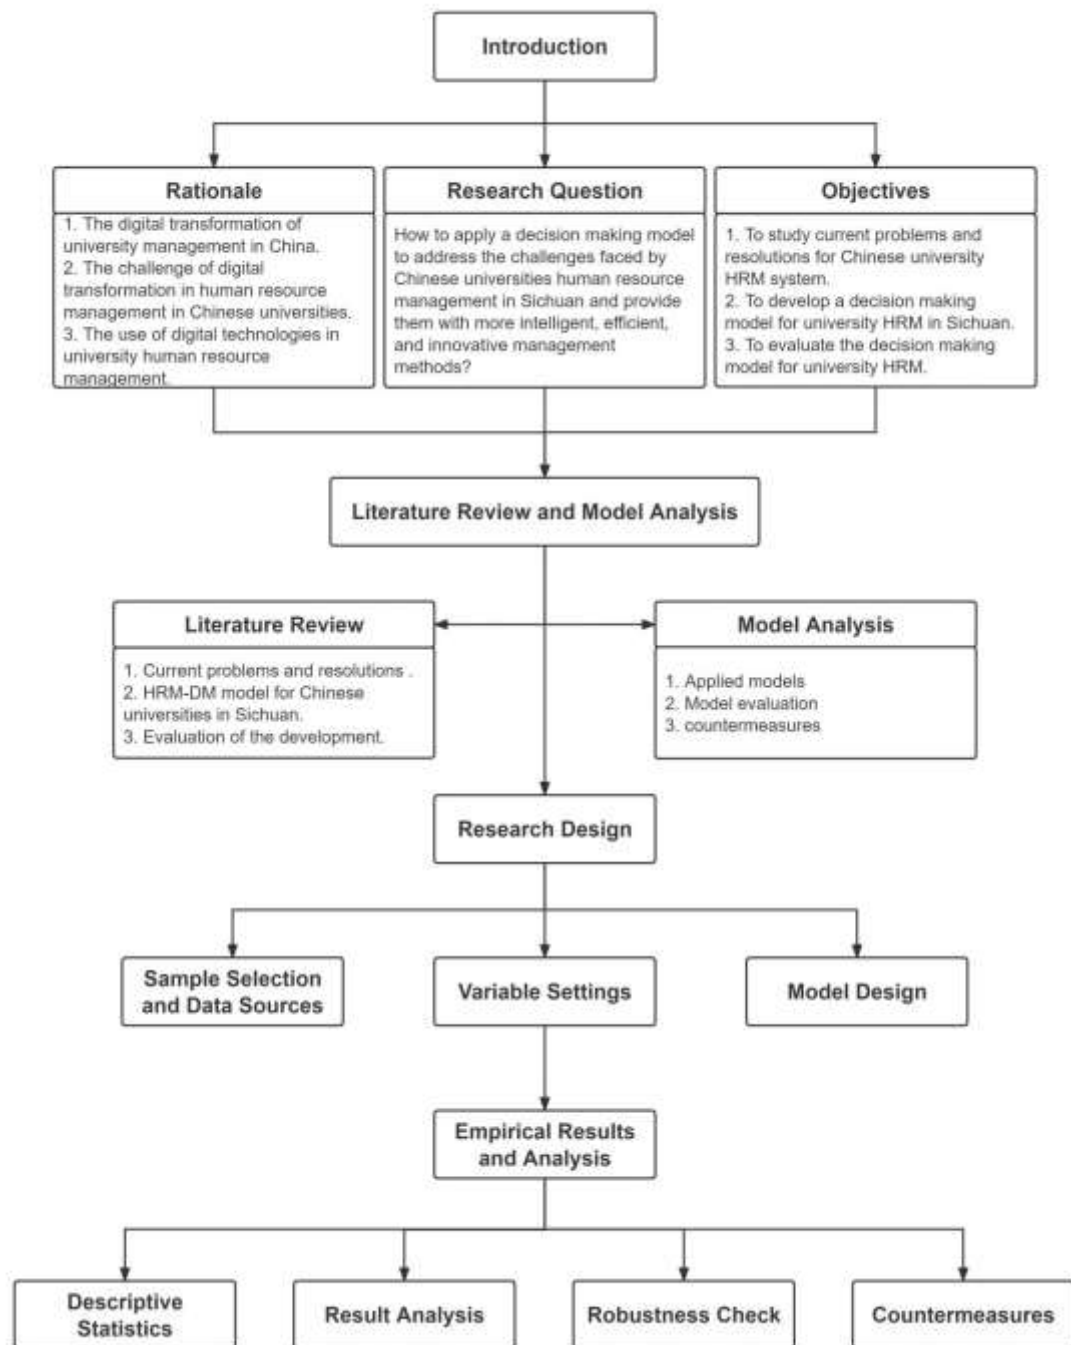 Introduction
Rationale
1. The digital transformation of
university management in China.
2. The challenge of digital
transformation in human resource
management in Chinese universities.
3. The use of digital technologies in
university human resource
management.
Research Question
How to apply a decision making model
to address the challenges faced by
Chinese universities human resource
management in Sichuan and provide
them with more intelligent, efficient,
and innovative management
methods?
Objectives
1. To study current problems and
resolutions for Chinese university
HRM system.
2. To develop a decision making
model for university HRM in Sichuan.
3. To evaluate the decision making
model for university HRM.
Literature Review and Model Analysis
Literature Review
1. Current problems and resolutions .
2. HRM-DM model for Chinese
universities in Sichuan.
3. Evaluation of the development.
Model Analysis
1. Applied models
2. Model evaluation
3. countermeasures
Research Design
Sample Selection
and Data Sources
Variable Settings
Model Design
Empirical Results
and Analysis
Descriptive
Statistics
Result Analysis
Robustness Check
Countermeasures